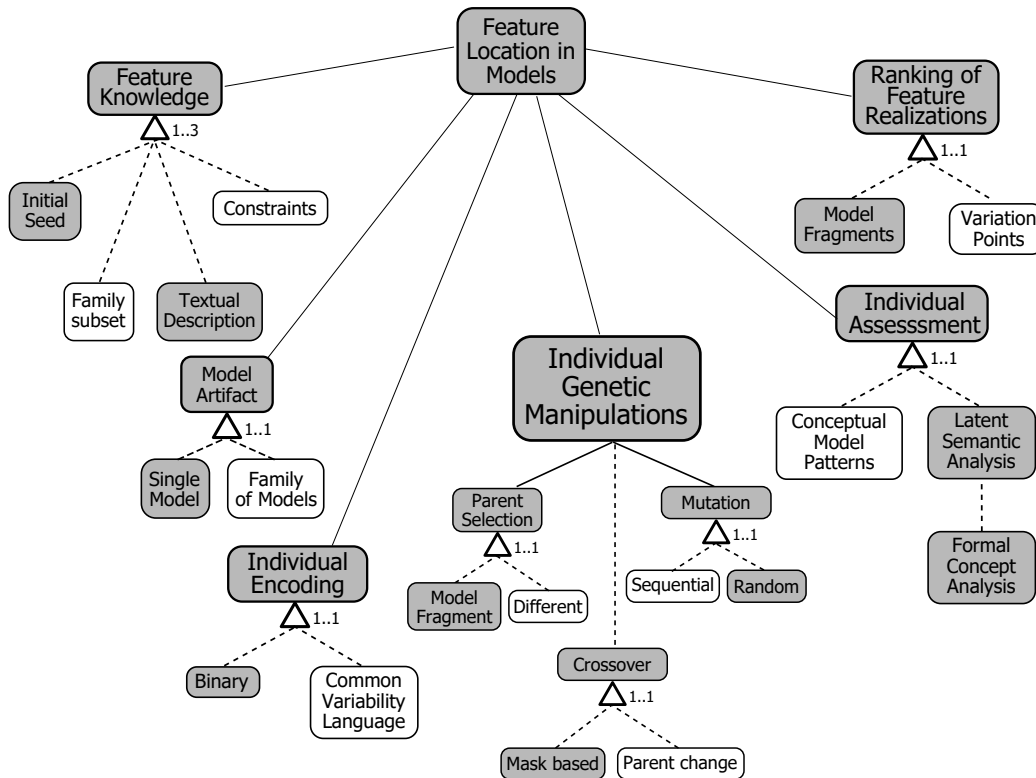 Feature
Location in
Models
Feature
Knowledge
1..3
Initial
Seed
Constraints
Family
subset
Textual
Description
Ranking of
Feature
Realizations
1..1
Model
Fragments
Variation
Points
Model
Artifact
1..1
Single
Model
Family
of Models
Individual
Encoding
1..1
Binary
Common
Variability
Language
Individual
Genetic
Manipulations
Parent
Selection
1..1
Model
Fragment
Different
Mutation
1..1
Sequential
Random
Crossover
1..1
Mask based
Parent change
Individual
Assesssment
1..1
Conceptual
Model
Patterns
Latent
Semantic
Analysis
Formal
Concept
Analysis